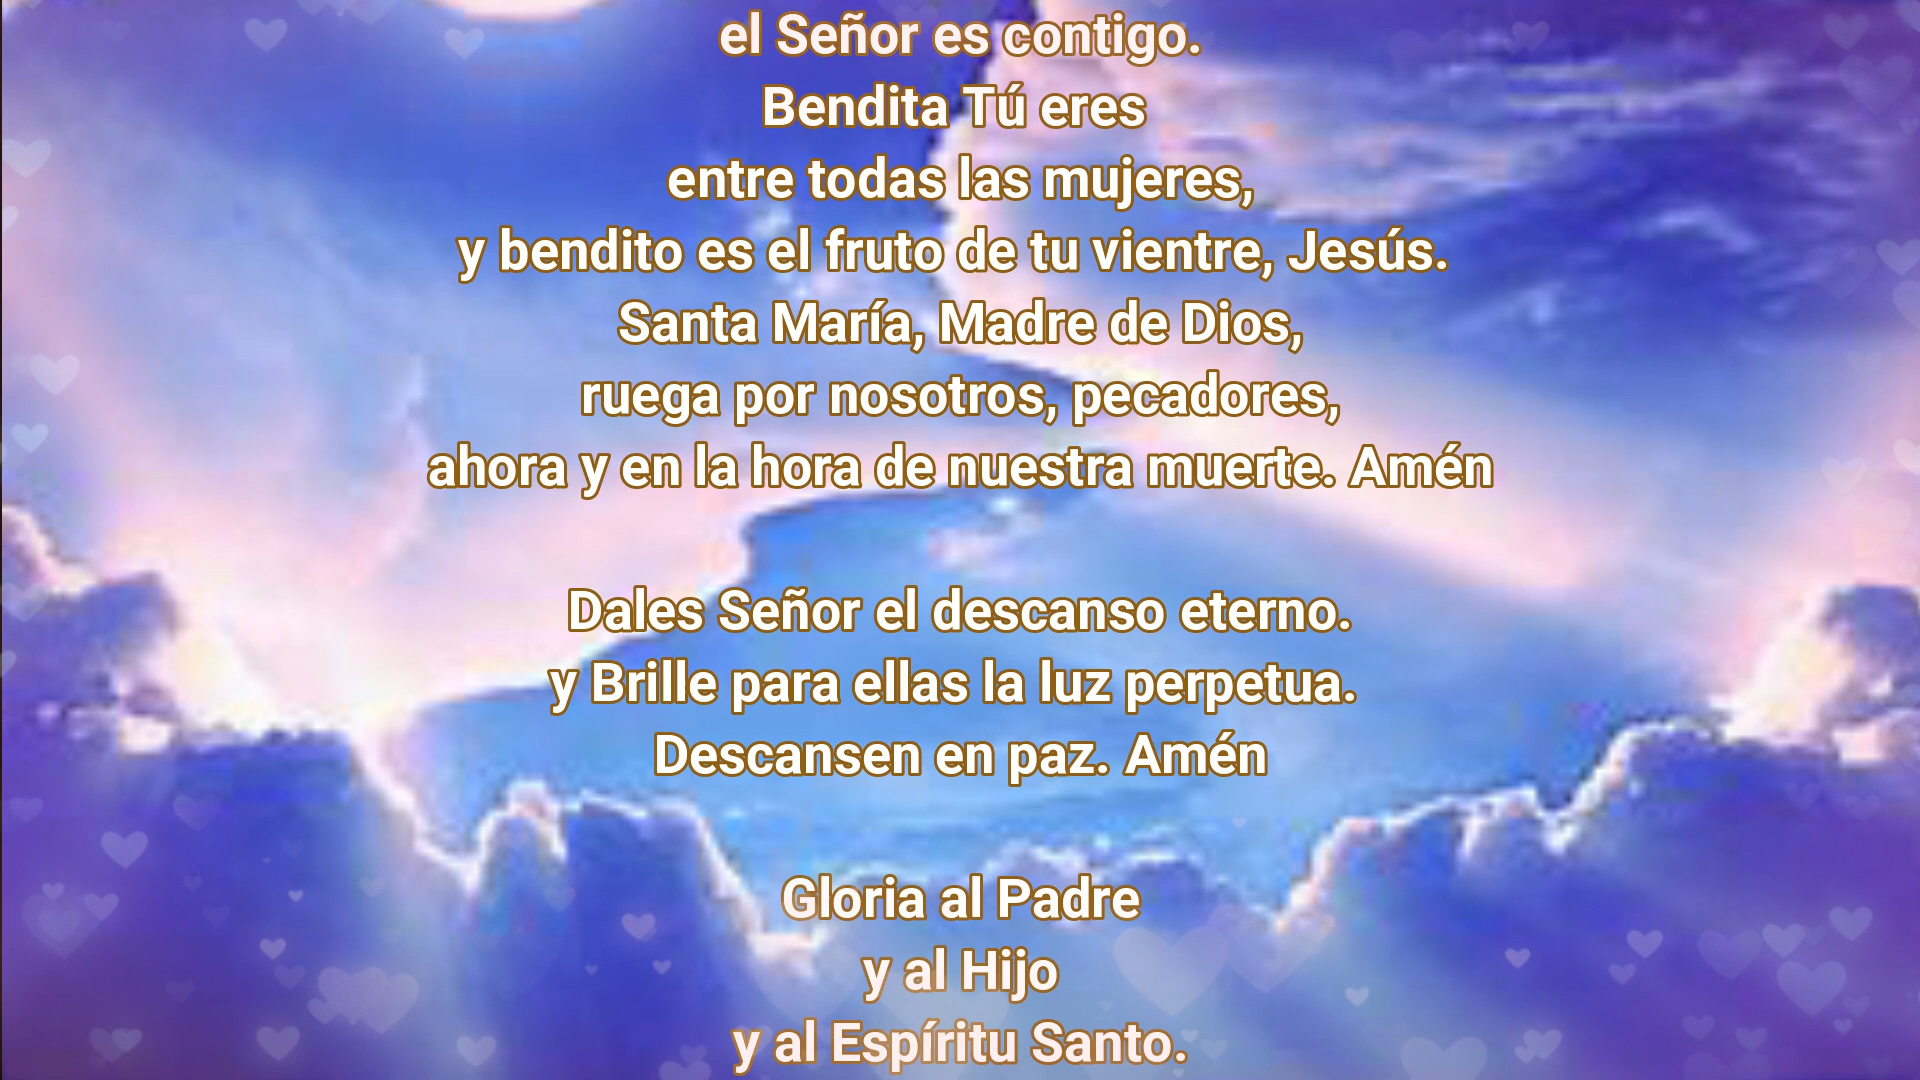 el Señor es contigo.
Bendita Tú eres
entre todas las mujeres,
y bendito es el fruto de tu vientre, Jesús.
Santa María, Madre de Dios,
ruega por nosotros, pecadores,
ahora y en la hora de nuestra muerte. Amén
Dales Señor el descanso eterno.
y Brille para ellas la luz perpetua.
Descansen en paz. Amén
Gloria al Padre
y al Hijo
y al Espíritu Santo.